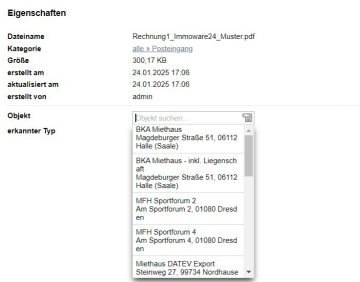 Eigenschaften
Dateiname Rechnung1_Immoware24_Muster.pdf
Kategorie alle » Posteingang
Größe 300,17 KB
erstellt am 24.01.2025 17:06
aktualisiert am 24.01.2025 17:06
erstellt von admin
Objekt Objekt suchen...
erkannter Typ
BKA Miethaus
Magdeburger Straße 51, 06112
Halle (Saale)
BKA Miethaus - inkl. Liegensch
aft
Magdeburger Straße 51, 06112
Halle (Saale)
MFH Sportforum 2
Am Sportforum 2, 01080 Dresd
en
MFH Sportforum 4
Am Sportforum 4, 01080 Dresd
en
Miethaus DATEV Export
Steinweg 27, 99734 Nordhause